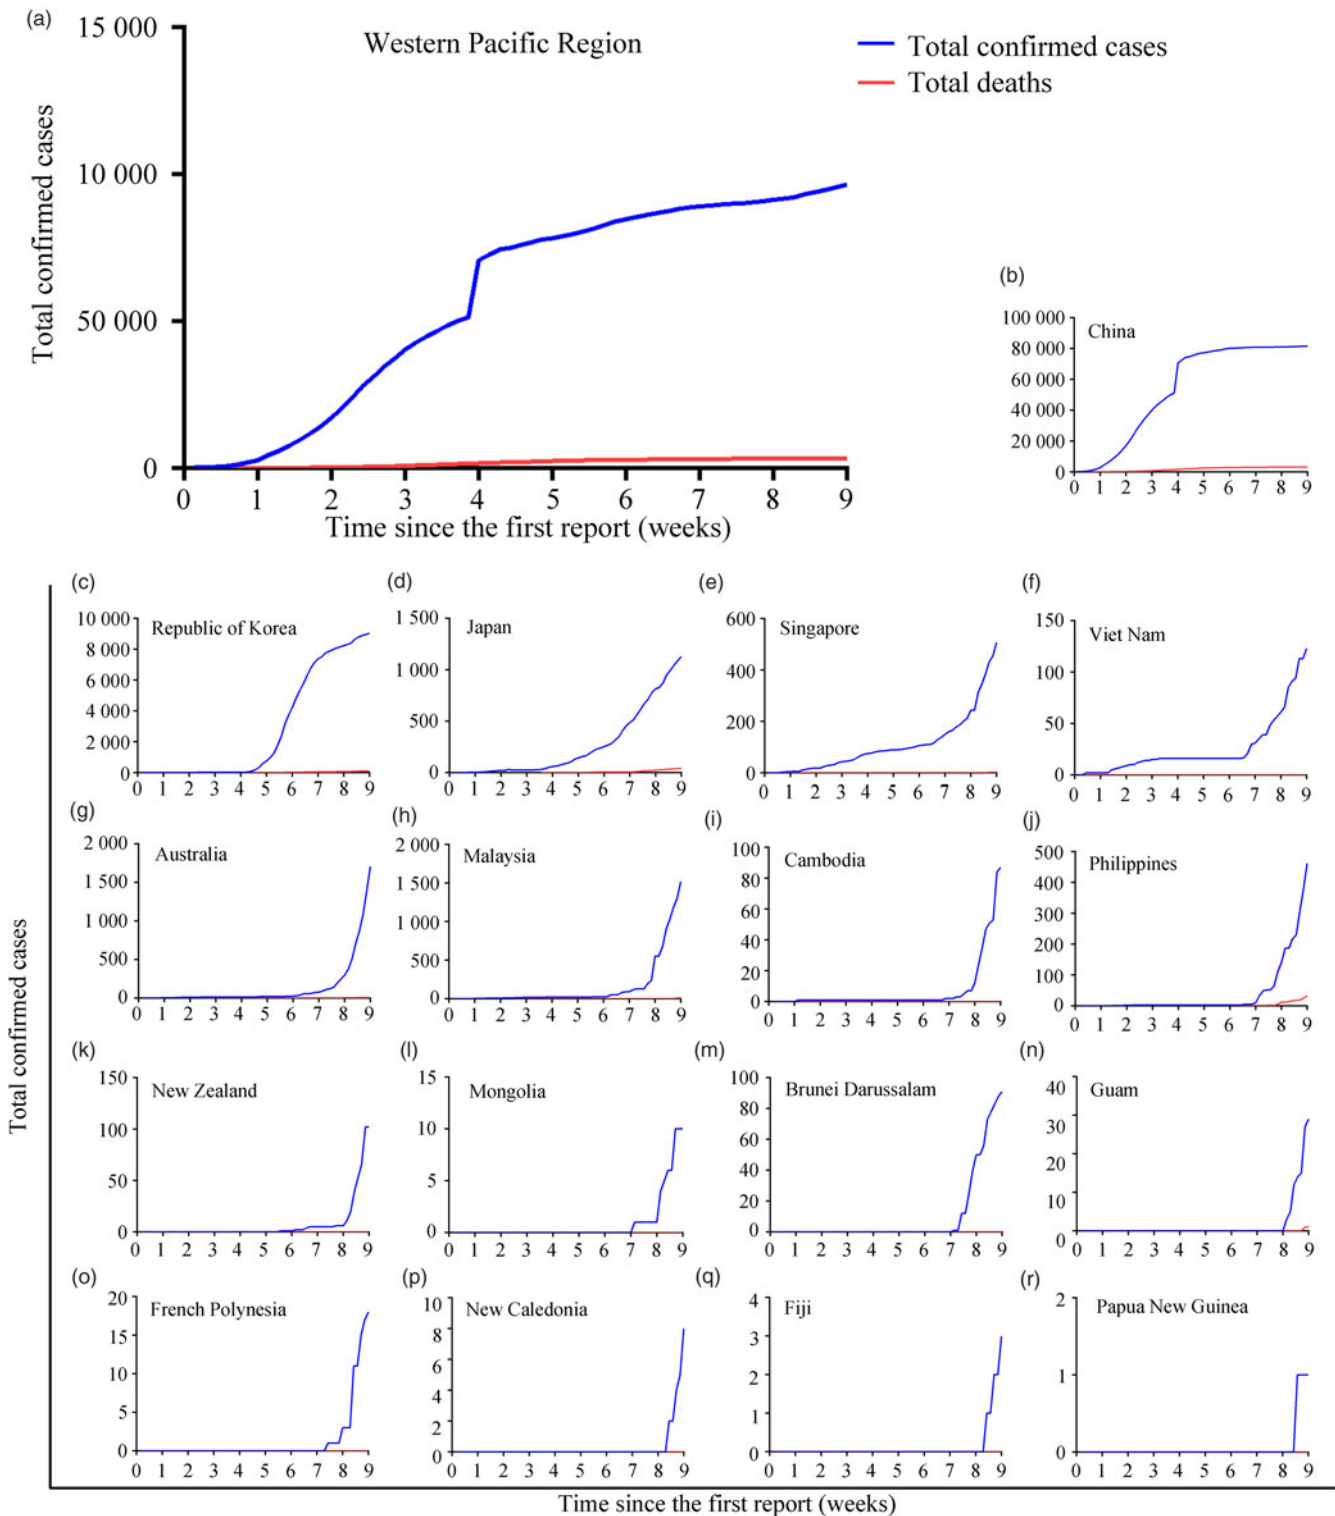 (a)
Western Pacific Region
Total confirmed cases
Total deaths
Total confirmed cases
15 000
10 000
50 000
0
0 1 2 3 4 5 6 7 8 9
Time since the first report (weeks)
(b)
China
100 000
80 000
60 000
40 000
20 000
0
0 1 2 3 4 5 6 7 8 9
Total confirmed cases
(c)
Republic of Korea
10 000
8 000
6 000
4 000
2 000
0
0 1 2 3 4 5 6 7 8 9
(d)
Japan
1 500
1 000
500
0
0 1 2 3 4 5 6 7 8 9
(e)
Singapore
600
400
200
0
0 1 2 3 4 5 6 7 8 9
(f)
Viet Nam
150
100
50
0
0 1 2 3 4 5 6 7 8 9
(g)
Australia
2 000
1 500
1 000
500
0
0 1 2 3 4 5 6 7 8 9
(h)
Malaysia
2 000
1 500
1 000
500
0
0 1 2 3 4 5 6 7 8 9
(i)
Cambodia
100
80
60
40
20
0
0 1 2 3 4 5 6 7 8 9
(j)
Philippines
500
400
300
200
100
0
0 1 2 3 4 5 6 7 8 9
(k)
New Zealand
150
100
50
0
0 1 2 3 4 5 6 7 8 9
(l)
Mongolia
15
10
5
0
0 1 2 3 4 5 6 7 8 9
(m)
Brunei Darussalam
100
80
60
40
20
0
0 1 2 3 4 5 6 7 8 9
(n)
Guam
40
30
20
10
0
0 1 2 3 4 5 6 7 8 9
(o)
French Polynesia
20
15
10
5
0
0 1 2 3 4 5 6 7 8 9
(p)
New Caledonia
10
8
6
4
2
0
0 1 2 3 4 5 6 7 8 9
(q)
Fiji
4
3
2
1
0
0 1 2 3 4 5 6 7 8 9
(r)
Papua New Guinea
2
1
0
0 1 2 3 4 5 6 7 8 9
Time since the first report (weeks)